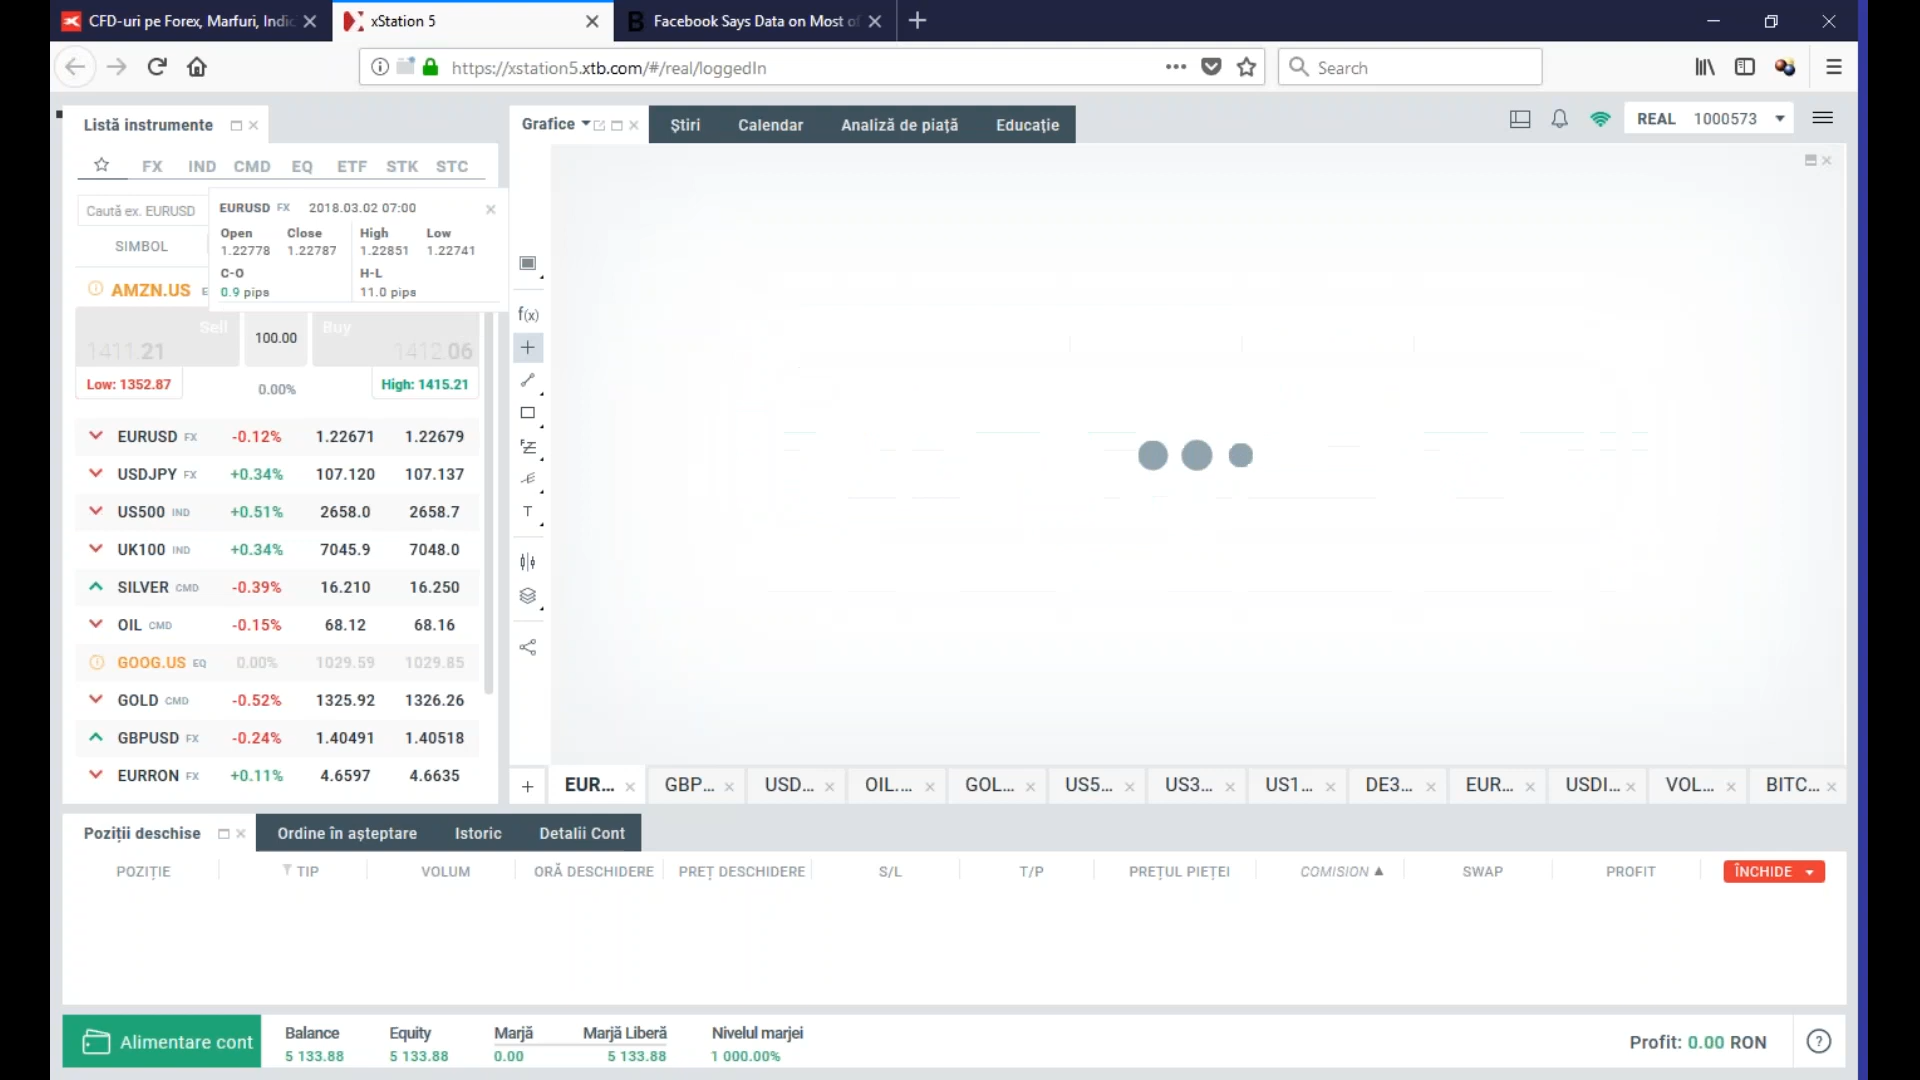 CFD-uri pe Forex, Marfuri, Indic
xStation 5
Facebook Says Data on Most of
https://xstation5.xtb.com/#/real/loggedIn
Search
Listă instrumente
Grafice
Știri
Calendar
Analiză de piață
Educație
REAL 1000573
FX IND CMD EQ ETF STK STC
Caută ex. EURUSD
SIMBOL
EURUSD FX 2018.03.02 07:00
Open Close High Low
1.22778 1.22787 1.22851 1.22741
C-O H-L
0.9 pips 11.0 pips
AMZN.US
Sell Buy
1411.21 100.00 1412.06
Low: 1352.87 0.00% High: 1415.21
EURUSD FX -0.12% 1.22671 1.22679
USDJPY FX +0.34% 107.120 107.137
US500 IND +0.51% 2658.0 2658.7
UK100 IND +0.34% 7045.9 7048.0
SILVER CMD -0.39% 16.210 16.250
OIL CMD -0.15% 68.12 68.16
GOOG.US EQ 0.00% 1029.59 1029.85
GOLD CMD -0.52% 1325.92 1326.26
GBPUSD FX -0.24% 1.40491 1.40518
EURRON FX +0.11% 4.6597 4.6635
f(x)
T
EUR... GBP... USD... OIL.... GOL... US5... US3... US1... DE3... EUR... USDI... VOL... BITC...
Poziții deschise
Ordine în așteptare
Istoric
Detalii Cont
POZIȚIE TIP VOLUM ORĂ DESCHIDERE PREȚ DESCHIDERE S/L T/P PREȚUL PIEȚEI COMISION SWAP PROFIT ÎNCHIDE
Alimentare cont
Balance Equity Marjă Marjă Liberă Nivelul marjei
5 133.88 5 133.88 0.00 5 133.88 1 000.00%
Profit: 0.00 RON
?